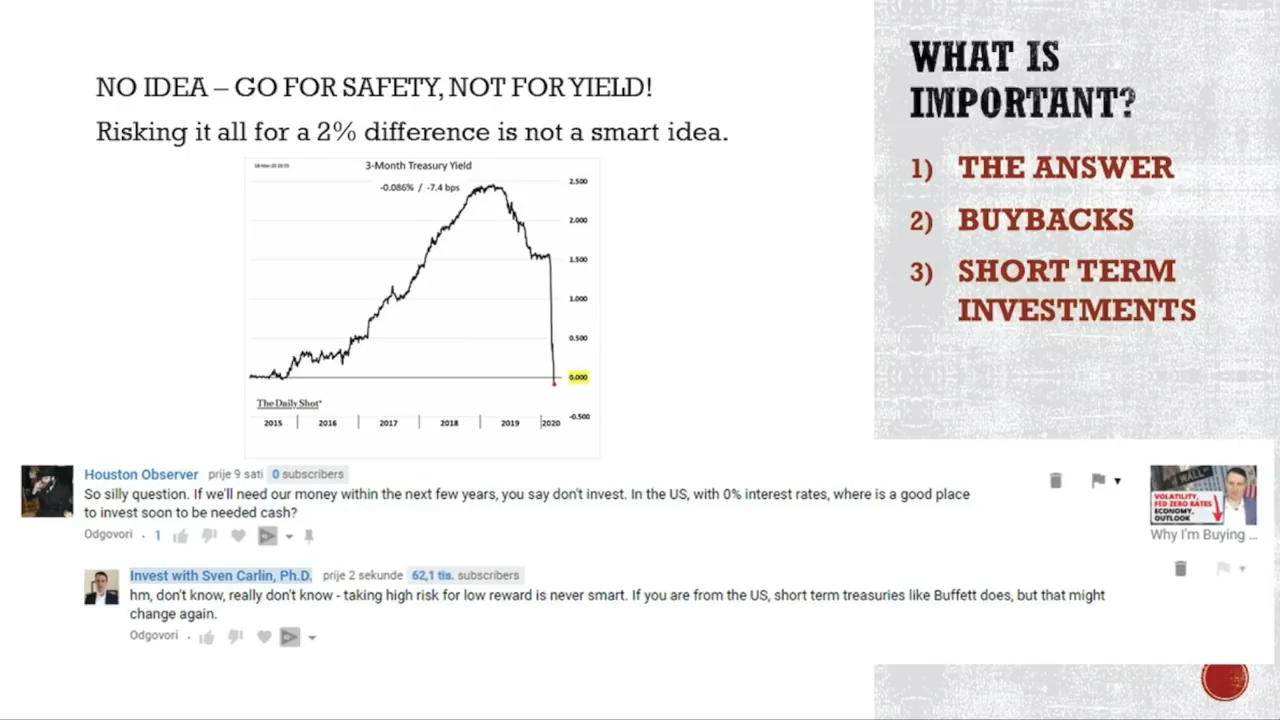 NO IDEA – GO FOR SAFETY, NOT FOR YIELD!
Risking it all for a 2% difference is not a smart idea.
3-Month Treasury Yield
-0.086% / -7.4 bps
2.500
2.000
1.500
1.000
0.500
0.000
-0.500
The Daily Shot
2015
2016
2017
2018
2019
2020
WHAT IS
IMPORTANT?
1) THE ANSWER
2) BUYBACKS
3) SHORT TERM
INVESTMENTS
Houston Observer prije 9 sati 0 subscribers
So silly question. If we'll need our money within the next few years, you say don't invest. In the US, with 0% interest rates, where is a good place
to invest soon to be needed cash?
Odgovori · 1
WALL
VOLATILITY,
FED ZERO RATES
ECONOMY,
OUTLOOK
Why I'm Buying ...
Invest with Sven Carlin, Ph.D. prije 2 sekunde 62,1 tis. subscribers
hm, don't know, really don't know - taking high risk for low reward is never smart. If you are from the US, short term treasuries like Buffett does, but that might
change again.
Odgovori ·